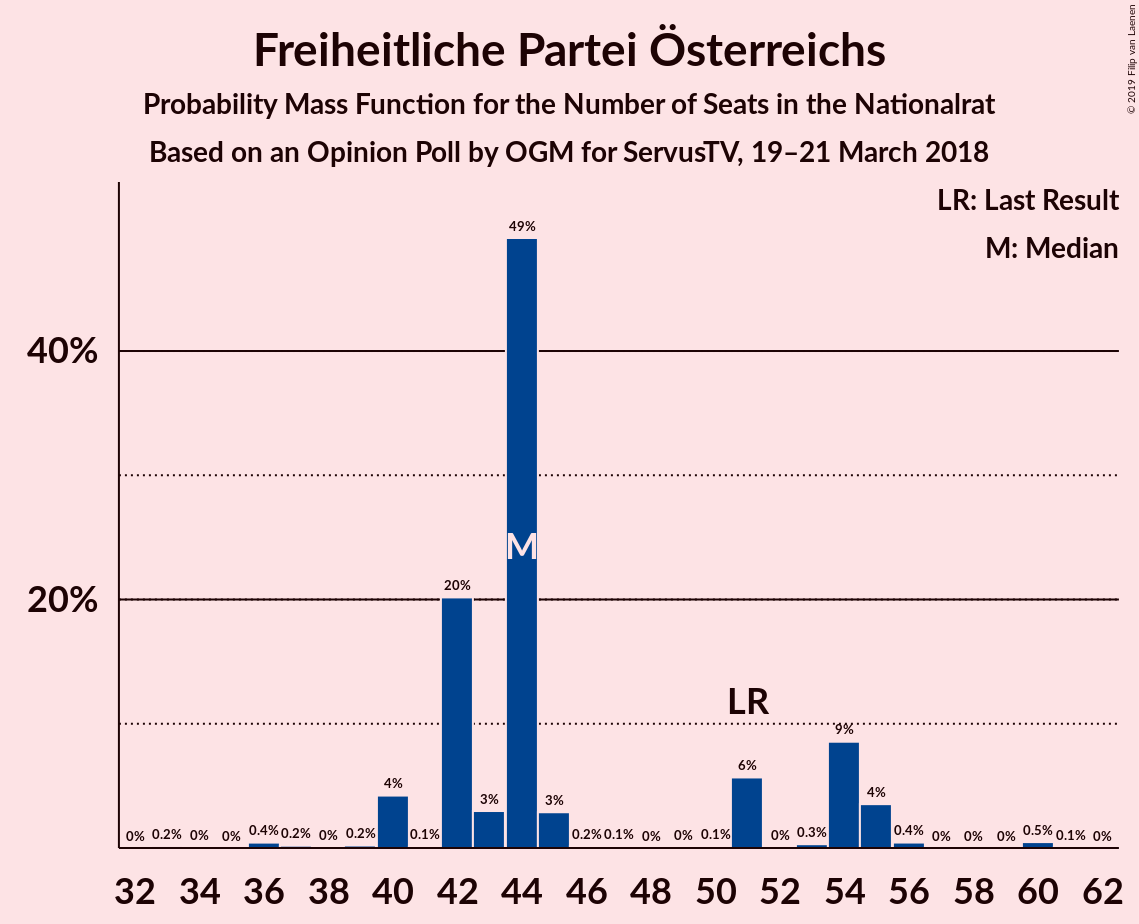 Freiheitliche Partei Österreichs
Probability Mass Function for the Number of Seats in the Nationalrat
Based on an Opinion Poll by OGM for ServusTV, 19–21 March 2018
© 2019 Filip van Laenen
LR: Last Result
M: Median
49%
40%
M
20%
20%
LR
9%
6%
4%
4%
3%
3%
0% 0.2% 0% 0% 0.4% 0.2% 0% 0.2% 0.1% 0.2% 0.1% 0% 0% 0.1% 0% 0.3% 0.4% 0% 0% 0% 0.5% 0.1% 0%
32 34 36 38 40 42 44 46 48 50 52 54 56 58 60 62